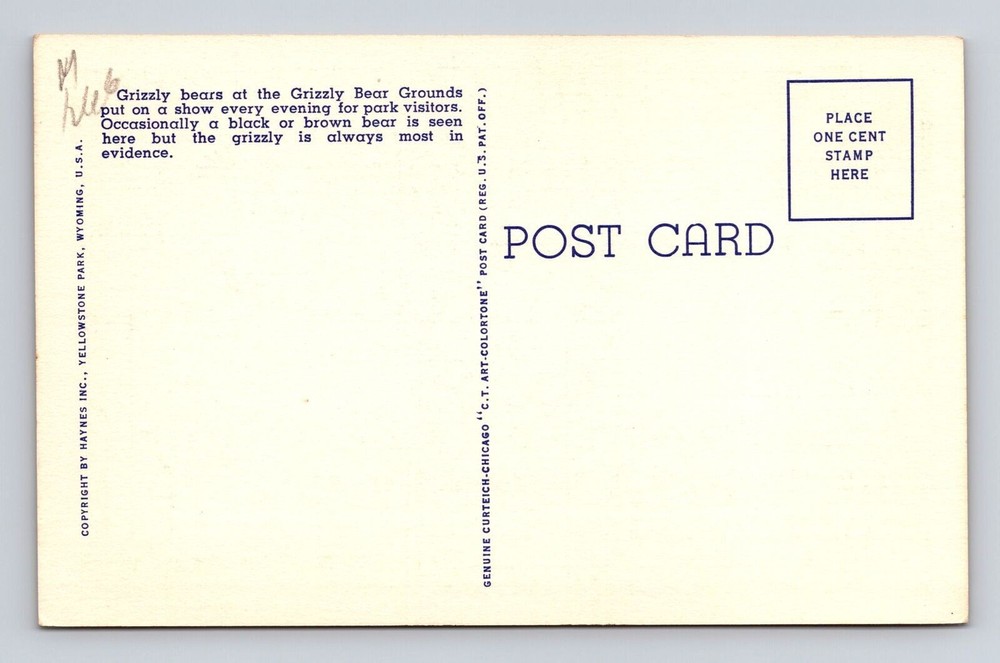 Grizzly bears at the Grizzly Bear Grounds
put on a show every evening for park visitors.
Occasionally a black or brown bear is seen
here but the grizzly is always most in
evidence.
COPYRIGHT BY HAYNES INC., YELLOWSTONE PARK, WYOMING, U.S.A.
GENUINE CURTEICH-CHICAGO "C.T. ART-COLORTONE" POST CARD (REG. U.S. PAT. OFF.)
POST CARD
PLACE
ONE CENT
STAMP
HERE